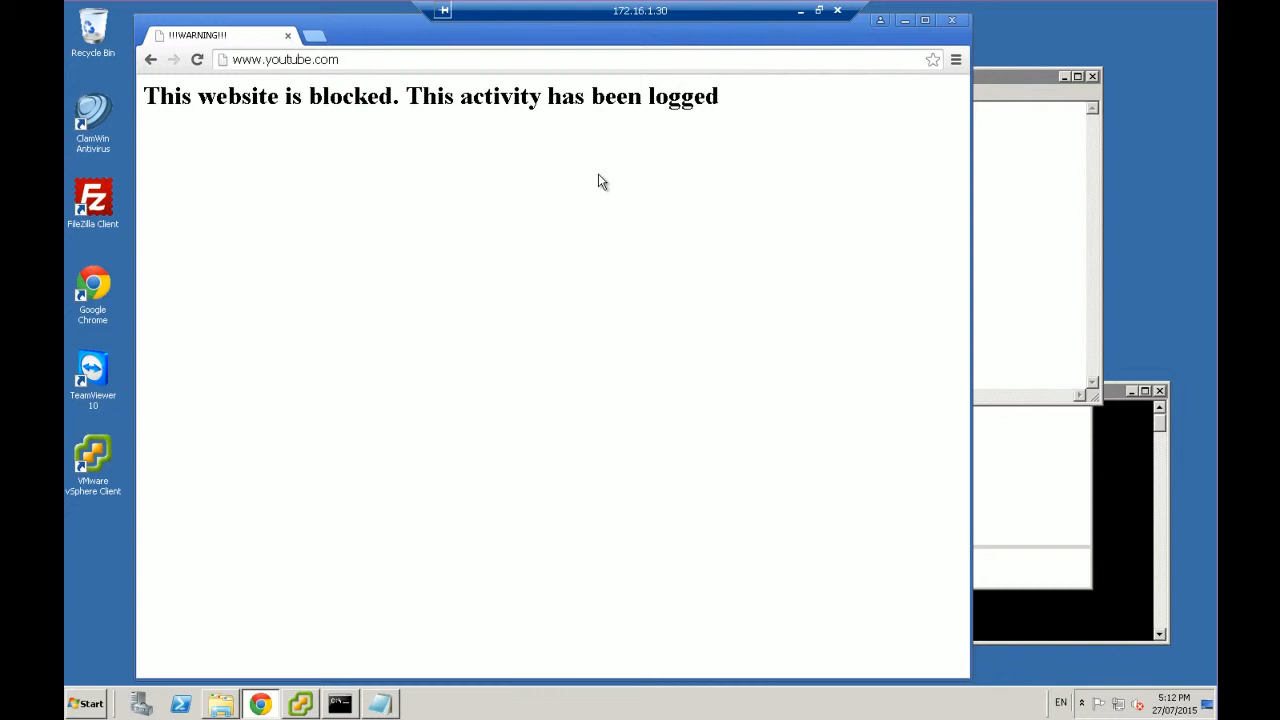 172.16.1.30
Recycle Bin
!!!WARNING!!!
www.youtube.com
This website is blocked. This activity has been logged
ClamWin
Antivirus
FileZilla Client
Google
Chrome
TeamViewer
10
VMware
vSphere Client
Start
EN
5:12 PM
27/07/2015